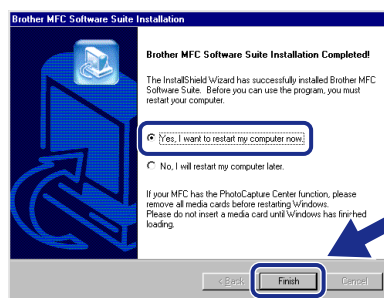 Brother MFC Software Suite Installation
Brother MFC Software Suite Installation Completed!
The InstallShield Wizard has successfully installed Brother MFC
Software Suite. Before you can use the program, you must
restart your computer.
Yes, I want to restart my computer now.
No, I will restart my computer later.
If your MFC has the PhotoCapture Center function, please
remove all media cards before restarting Windows.
Please do not insert a media card until Windows has finished
loading.
< Back
Finish
Cancel